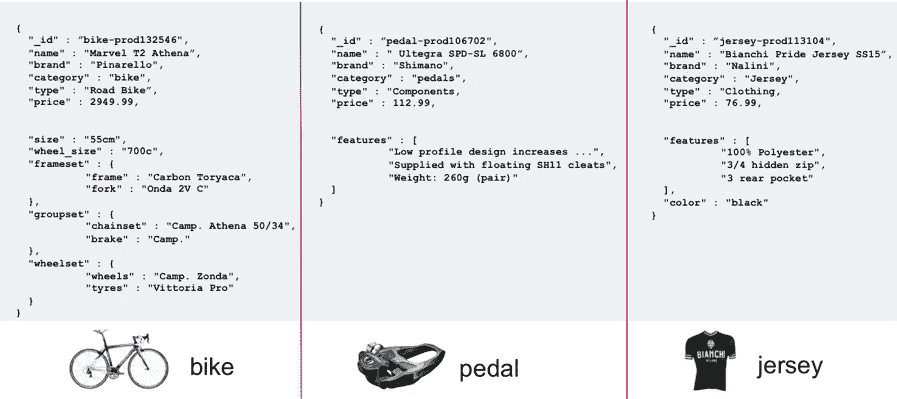 {
"_id" : ”bike-prod132546",
"name" : "Marvel T2 Athena”,
"brand" : "Pinarello",
"category" : "bike",
"type" : "Road Bike”,
"price" : 2949.99,
"size" : "55cm",
"wheel_size" : "700c",
"frameset" : {
"frame" : "Carbon Toryaca",
"fork" : "Onda 2V C"
},
"groupset" : {
"chainset" : "Camp. Athena 50/34",
"brake" : "Camp."
},
"wheelset" : {
"wheels" : "Camp. Zonda",
"tyres" : "Vittoria Pro"
}
}
bike
{
"_id" : ”pedal-prod106702",
"name" : " Ultegra SPD-SL 6800”,
"brand" : "Shimano",
"category" : "pedals",
"type" : "Components,
"price" : 112.99,
"features" : [
"Low profile design increases ...",
"Supplied with floating SH11 cleats",
"Weight: 260g (pair)"
]
}
pedal
{
"_id" : ”jersey-prod113104",
"name" : "Bianchi Pride Jersey SS15”,
"brand" : "Nalini",
"category" : "Jersey",
"type" : "Clothing,
"price" : 76.99,
"features" : [
"100% Polyester",
"3/4 hidden zip",
"3 rear pocket"
],
"color" : "black"
}
BIANCHI
jersey